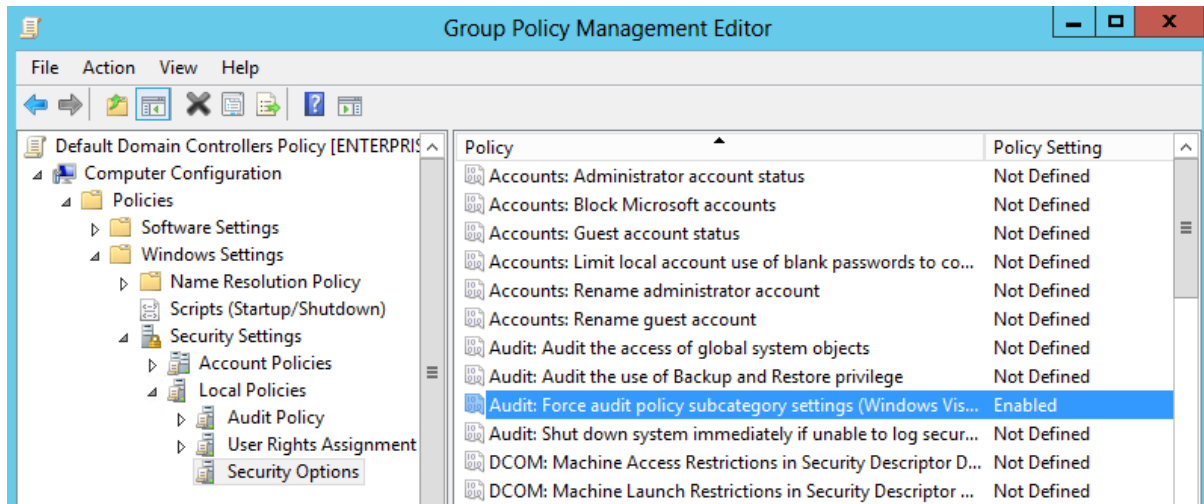 Group Policy Management Editor
File Action View Help
Default Domain Controllers Policy [ENTERPRIS
Computer Configuration
Policies
Software Settings
Windows Settings
Name Resolution Policy
Scripts (Startup/Shutdown)
Security Settings
Account Policies
Local Policies
Audit Policy
User Rights Assignment
Security Options
Policy Policy Setting
Accounts: Administrator account status Not Defined
Accounts: Block Microsoft accounts Not Defined
Accounts: Guest account status Not Defined
Accounts: Limit local account use of blank passwords to co... Not Defined
Accounts: Rename administrator account Not Defined
Accounts: Rename guest account Not Defined
Audit: Audit the access of global system objects Not Defined
Audit: Audit the use of Backup and Restore privilege Not Defined
Audit: Force audit policy subcategory settings (Windows Vis... Enabled
Audit: Shut down system immediately if unable to log secur... Not Defined
DCOM: Machine Access Restrictions in Security Descriptor D... Not Defined
DCOM: Machine Launch Restrictions in Security Descriptor ... Not Defined